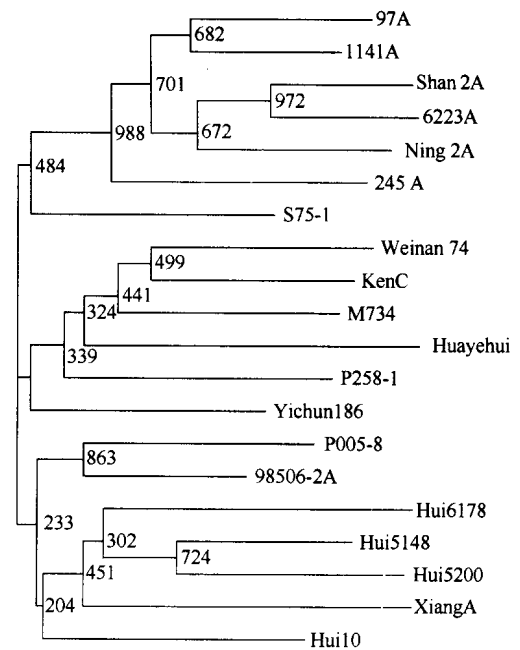 97A
682
1141A
701
Shan 2A
972
6223A
988
672
Ning 2A
484
245 A
S75-1
Weinan 74
499
KenC
441
324
M734
339
Huayehui
P258-1
Yichun186
P005-8
863
98506-2A
233
Hui6178
302
Hui5148
724
451
Hui5200
204
XiangA
Hui10